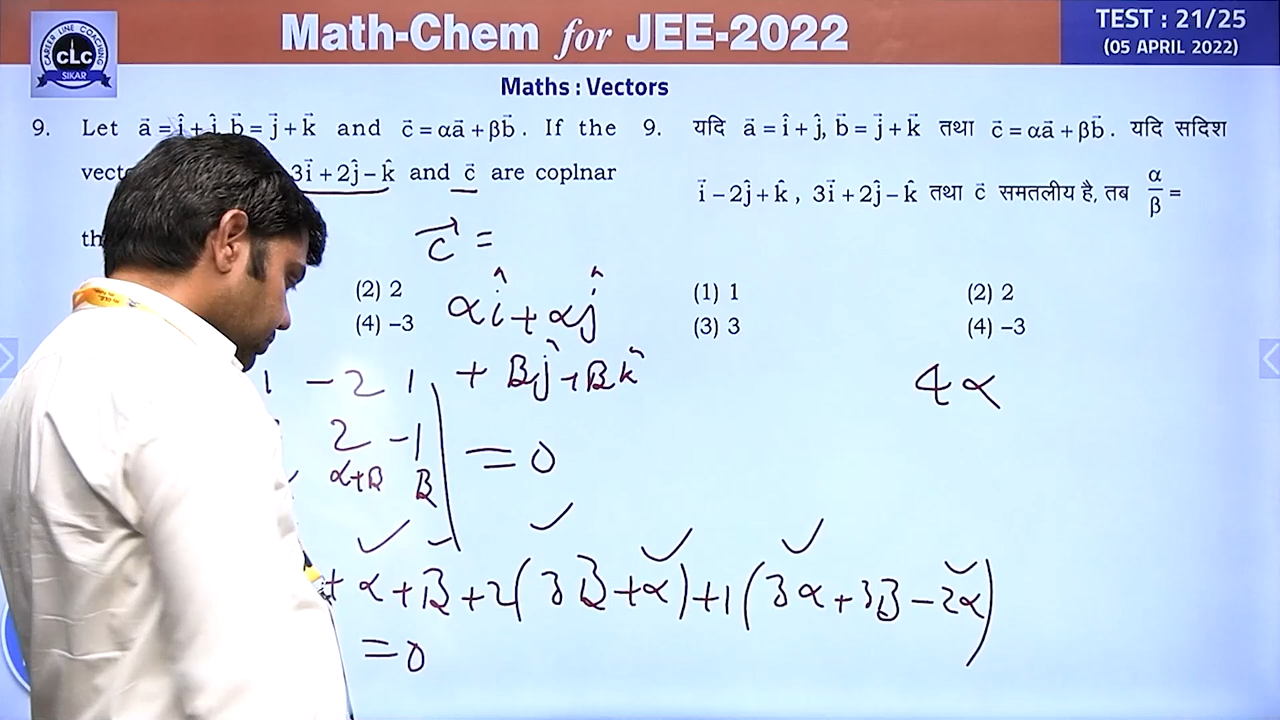 CAREER LINE COACHING
CLC
SIKAR
Math-Chem for JEE-2022
TEST : 21/25
(05 APRIL 2022)
Maths : Vectors
9. Let a⃗ = î + ĵ, b⃗ = j⃗ + k⃗ and c⃗ = αa⃗ + βb⃗. If the
3i⃗ + 2ĵ – k̂ and c⃗ are coplnar
(2) 2
(4) –3
9. यदि a⃗ = î + ĵ, b⃗ = j⃗ + k⃗ तथा c⃗ = αa⃗ + βb⃗. यदि सदिश
i⃗ – 2ĵ + k̂, 3i⃗ + 2ĵ – k̂ तथा c⃗ समतलीय है, तब α/β =
(1) 1 (2) 2
(3) 3 (4) –3
c⃗ =
αî + αĵ
+ βĵ + βk̂
1 –2 1
2 –1
α+β β
= 0
4α
+ α + β + 2(3β + α) + 1(3α + 3β – 2α)
= 0